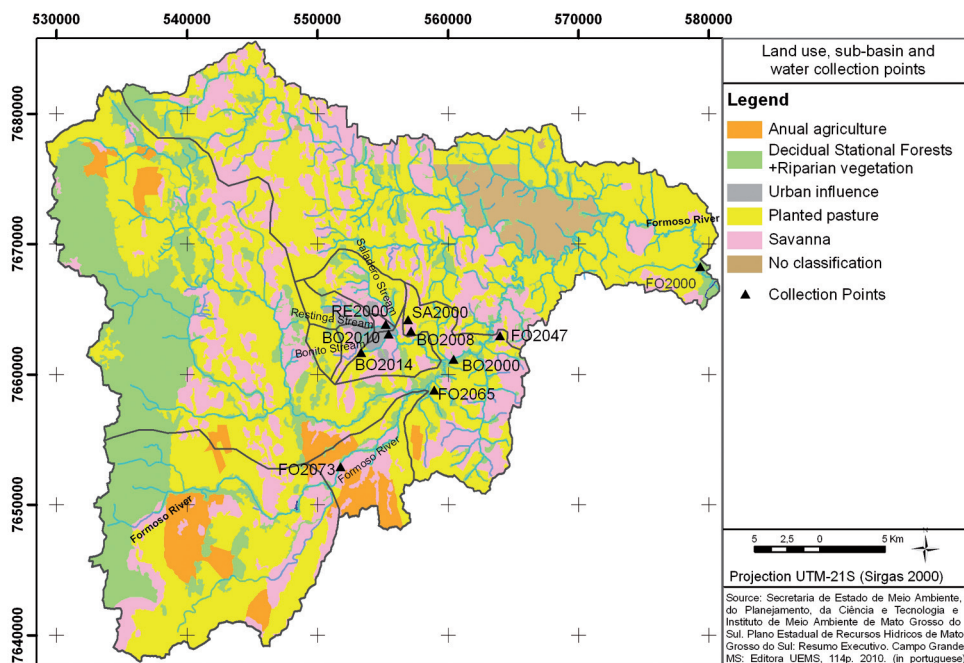 530000
540000
550000
560000
570000
580000
7680000
7670000
7660000
7650000
7640000
Formoso River
FO2000
Saladero Stream
RE2000
SA2000
Restinga Stream
BO2010
BO2008
FO2047
Bonito Stream
BO2014
BO2000
FO2065
FO2073
Formoso River
Formoso River
Land use, sub-basin and
water collection points
Legend
Anual agriculture
Decidual Stational Forests
+Riparian vegetation
Urban influence
Planted pasture
Savanna
No classification
Collection Points
N
5 2,5 0 5 Km
Projection UTM-21S (Sirgas 2000)
Source: Secretaria de Estado de Meio Ambiente,
do Planejamento, da Ciência e Tecnologia e
Instituto de Meio Ambiente de Mato Grosso do
Sul. Plano Estadual de Recursos Hidricos de Mato
Grosso do Sul: Resumo Executivo. Campo Grande
MS: Editora UEMS, 114p. 2010. (in portuguese)